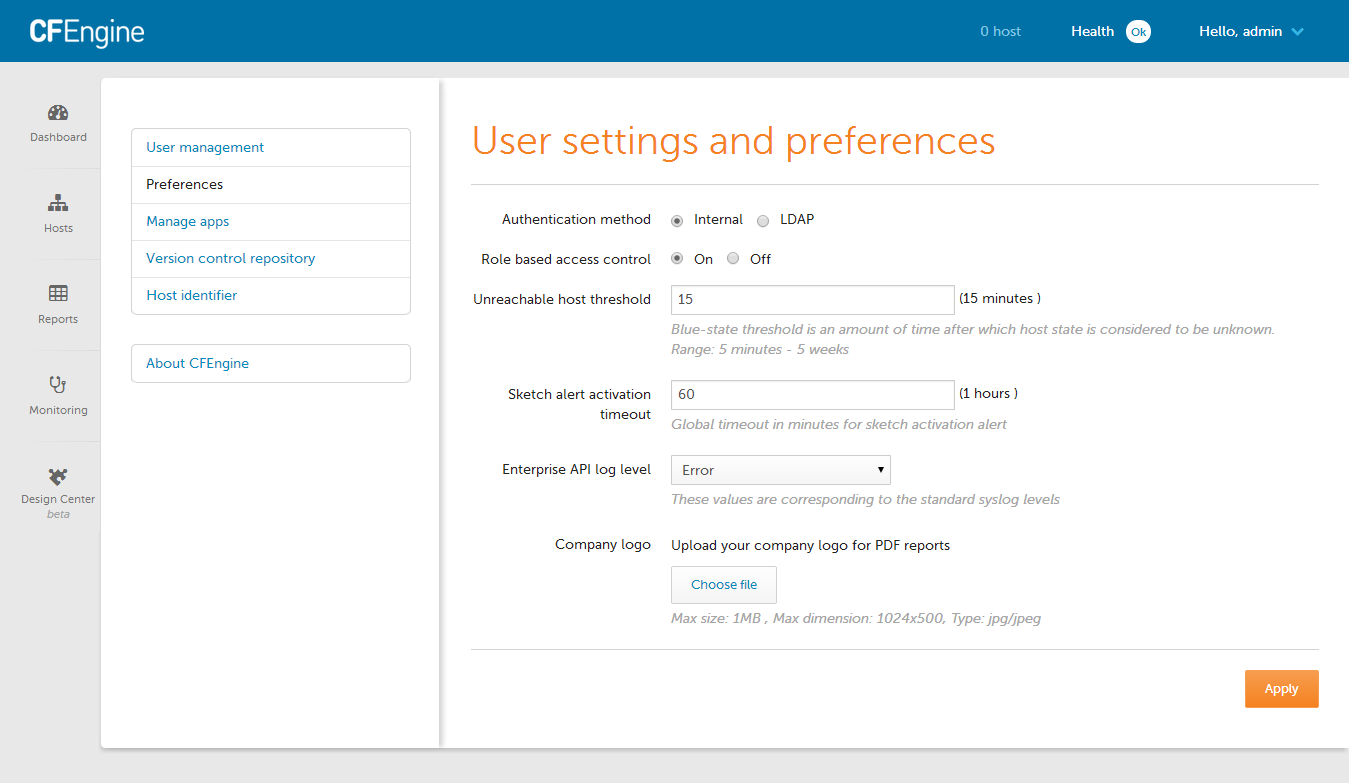 CFEngine
0 host
Health Ok
Hello, admin
Dashboard
Hosts
Reports
Monitoring
Design Center
beta
User management
Preferences
Manage apps
Version control repository
Host identifier
About CFEngine
User settings and preferences
Authentication method Internal LDAP
Role based access control On Off
Unreachable host threshold 15 (15 minutes )
Blue-state threshold is an amount of time after which host state is considered to be unknown.
Range: 5 minutes - 5 weeks
Sketch alert activation
timeout
60 (1 hours )
Global timeout in minutes for sketch activation alert
Enterprise API log level Error
These values are corresponding to the standard syslog levels
Company logo Upload your company logo for PDF reports
Choose file
Max size: 1MB , Max dimension: 1024x500, Type: jpg/jpeg
Apply